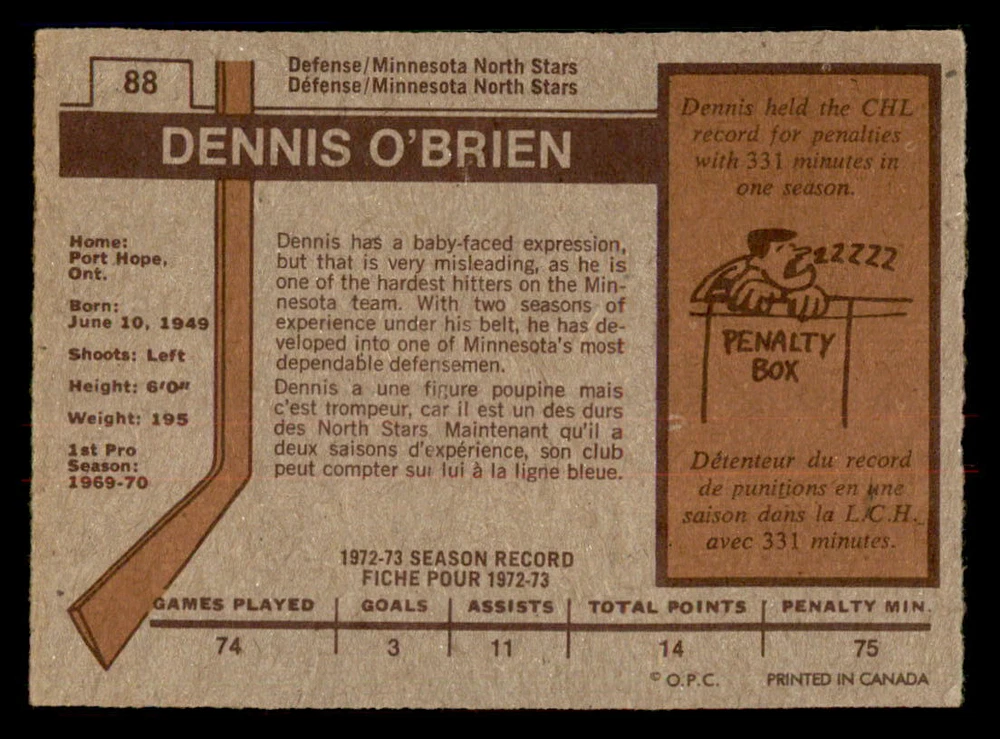 88
Defense/Minnesota North Stars
Défense/Minnesota North Stars
DENNIS O'BRIEN
Home:
Port Hope,
Ont.
Born:
June 10, 1949
Shoots: Left
Height: 6'0"
Weight: 195
1st Pro
Season:
1969-70
Dennis has a baby-faced expression,
but that is very misleading, as he is
one of the hardest hitters on the Min-
nesota team. With two seasons of
experience under his belt, he has de-
veloped into one of Minnesota's most
dependable defensemen.
Dennis a une figure poupine mais
c'est trompeur, car il est un des durs
des North Stars. Maintenant qu'il a
deux saisons d'expérience, son club
peut compter sur lui à la ligne bleue.
Dennis held the CHL
record for penalties
with 331 minutes in
one season.
ZZZZZZZ
PENALTY
BOX
Détenteur du record
de punitions en une
saison dans la L.C.H.
avec 331 minutes.
1972-73 SEASON RECORD
FICHE POUR 1972-73
GAMES PLAYED GOALS ASSISTS TOTAL POINTS PENALTY MIN.
74 3 11 14 75
© O.P.C. PRINTED IN CANADA